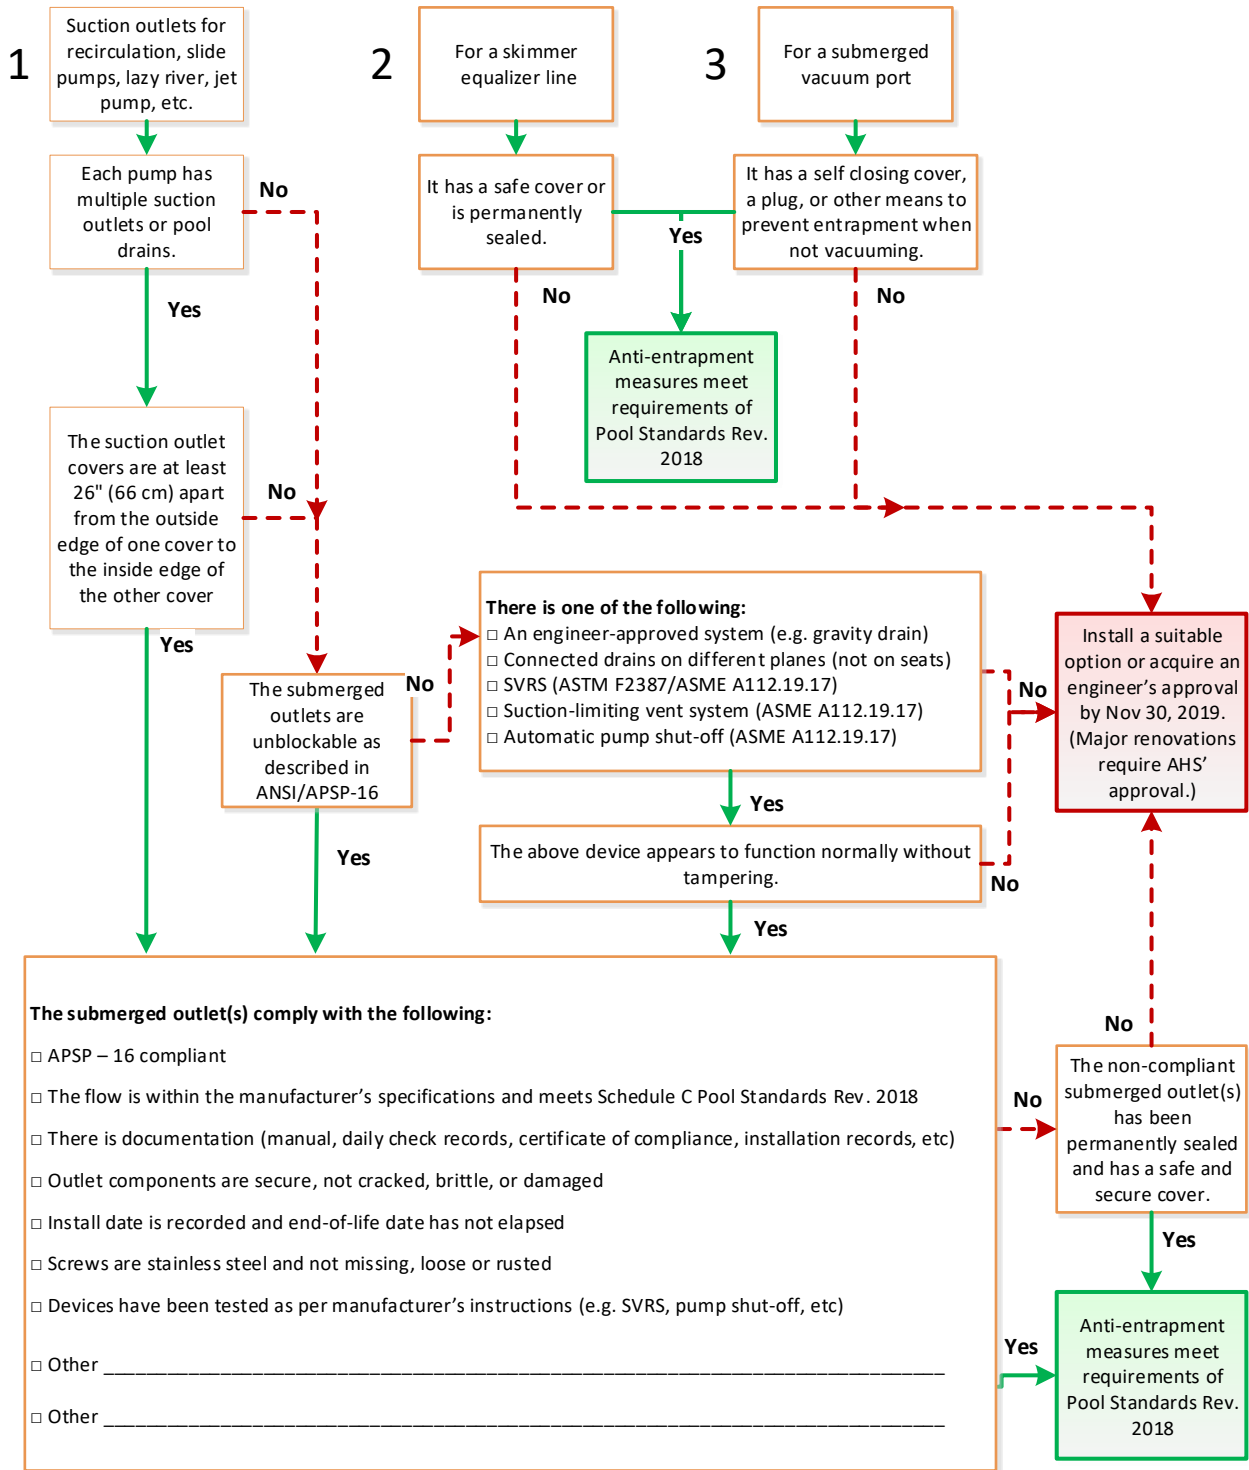 1
Suction outlets for
recirculation, slide
pumps, lazy river, jet
pump, etc.
2
For a skimmer
equalizer line
3
For a submerged
vacuum port
Each pump has
multiple suction
outlets or pool
drains.
No
Yes
It has a safe cover or
is permanently
sealed.
Yes
No
It has a self closing cover,
a plug, or other means to
prevent entrapment when
not vacuuming.
No
Anti-entrapment
measures meet
requirements of
Pool Standards Rev.
2018
The suction outlet
covers are at least
26" (66 cm) apart
from the outside
edge of one cover to
the inside edge of
the other cover
No
Yes
The submerged
outlets are
unblockable as
described in
ANSI/APSP-16
No
Yes
There is one of the following:
□ An engineer-approved system (e.g. gravity drain)
□ Connected drains on different planes (not on seats)
□ SVRS (ASTM F2387/ASME A112.19.17)
□ Suction-limiting vent system (ASME A112.19.17)
□ Automatic pump shut-off (ASME A112.19.17)
No
Yes
Install a suitable
option or acquire an
engineer’s approval
by Nov 30, 2019.
(Major renovations
require AHS’
approval.)
The above device appears to function normally without
tampering.
No
Yes
The submerged outlet(s) comply with the following:
□ APSP – 16 compliant
□ The flow is within the manufacturer’s specifications and meets Schedule C Pool Standards Rev. 2018
□ There is documentation (manual, daily check records, certificate of compliance, installation records, etc)
□ Outlet components are secure, not cracked, brittle, or damaged
□ Install date is recorded and end-of-life date has not elapsed
□ Screws are stainless steel and not missing, loose or rusted
□ Devices have been tested as per manufacturer’s instructions (e.g. SVRS, pump shut-off, etc)
□ Other ______________________________
□ Other ______________________________
No
Yes
No
The non-compliant
submerged outlet(s)
has been
permanently sealed
and has a safe and
secure cover.
Yes
Anti-entrapment
measures meet
requirements of
Pool Standards Rev.
2018